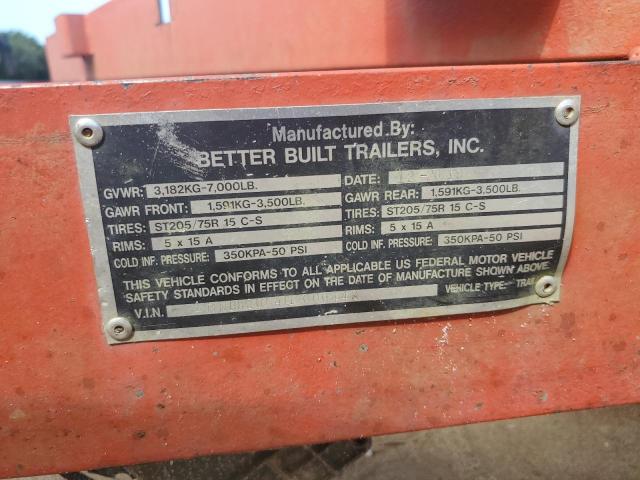 Manufactured By:
BETTER BUILT TRAILERS, INC.
GVWR: 3,182KG-7,000LB. DATE:
GAWR FRONT: 1,591KG-3,500LB. GAWR REAR: 1,591KG-3,500LB.
TIRES: ST205/75R 15 C-S TIRES: ST205/75R 15 C-S
RIMS: 5 x 15 A RIMS: 5 x 15 A
COLD INF. PRESSURE: 350KPA-50 PSI COLD INF. PRESSURE: 350KPA-50 PSI
THIS VEHICLE CONFORMS TO ALL APPLICABLE US FEDERAL MOTOR VEHICLE
SAFETY STANDARDS IN EFFECT ON THE DATE OF MANUFACTURE SHOWN ABOVE
V.I.N. VEHICLE TYPE: